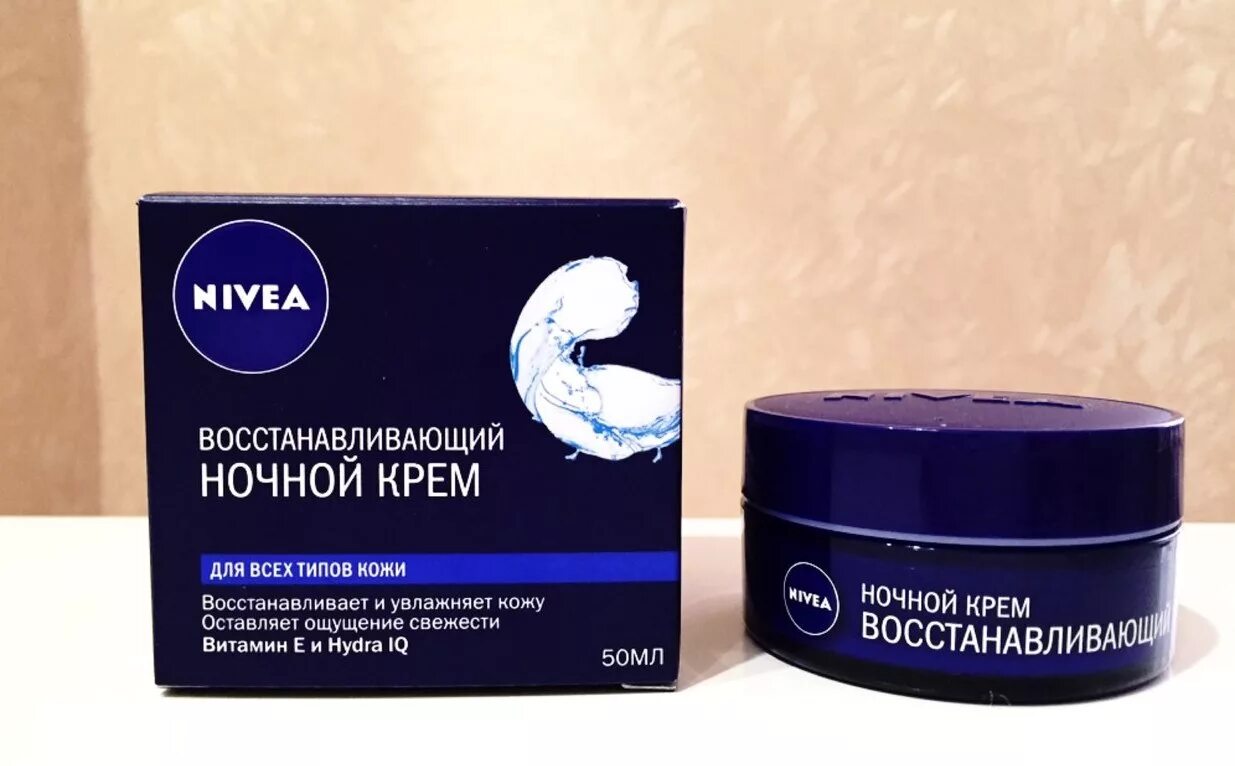 NIVEA
ВОССТАНАВЛИВАЮЩИЙ
НОЧНОЙ КРЕМ
ДЛЯ ВСЕХ ТИПОВ КОЖИ
Восстанавливает и увлажняет кожу
Оставляет ощущение свежести
Витамин Е и Hydra IQ
50МЛ
NIVEA
NIVEA
НОЧНОЙ КРЕМ
ВОССТАНАВЛИВАЮЩИЙ